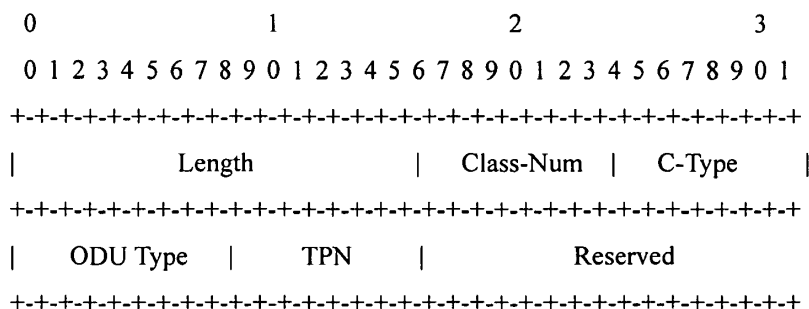 0 1 2 3
0 1 2 3 4 5 6 7 8 9 0 1 2 3 4 5 6 7 8 9 0 1 2 3 4 5 6 7 8 9 0 1
+-+-+-+-+-+-+-+-+-+-+-+-+-+-+-+-+-+-+-+-+-+-+-+-+-+-+-+-+-+-+-+-+
| Length | Class-Num | C-Type |
+-+-+-+-+-+-+-+-+-+-+-+-+-+-+-+-+-+-+-+-+-+-+-+-+-+-+-+-+-+-+-+-+
| ODU Type | TPN | Reserved
+-+-+-+-+-+-+-+-+-+-+-+-+-+-+-+-+-+-+-+-+-+-+-+-+-+-+-+-+-+-+-+-+